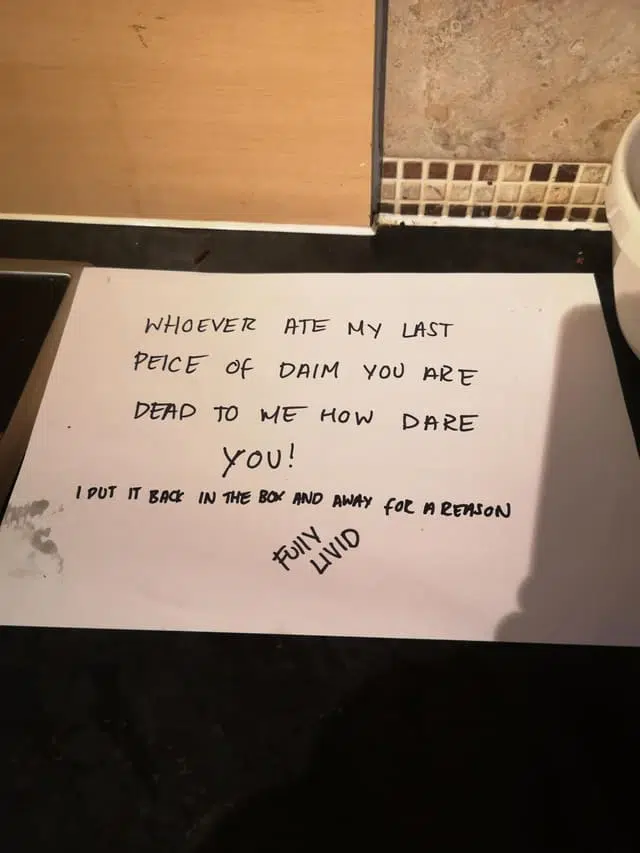 WHOEVER ATE MY LAST
PEICE OF DAIM YOU ARE
DEAD TO ME HOW DARE
YOU!
I PUT IT BACK IN THE BOX AND AWAY FOR A REASON
FUllY
LIVID